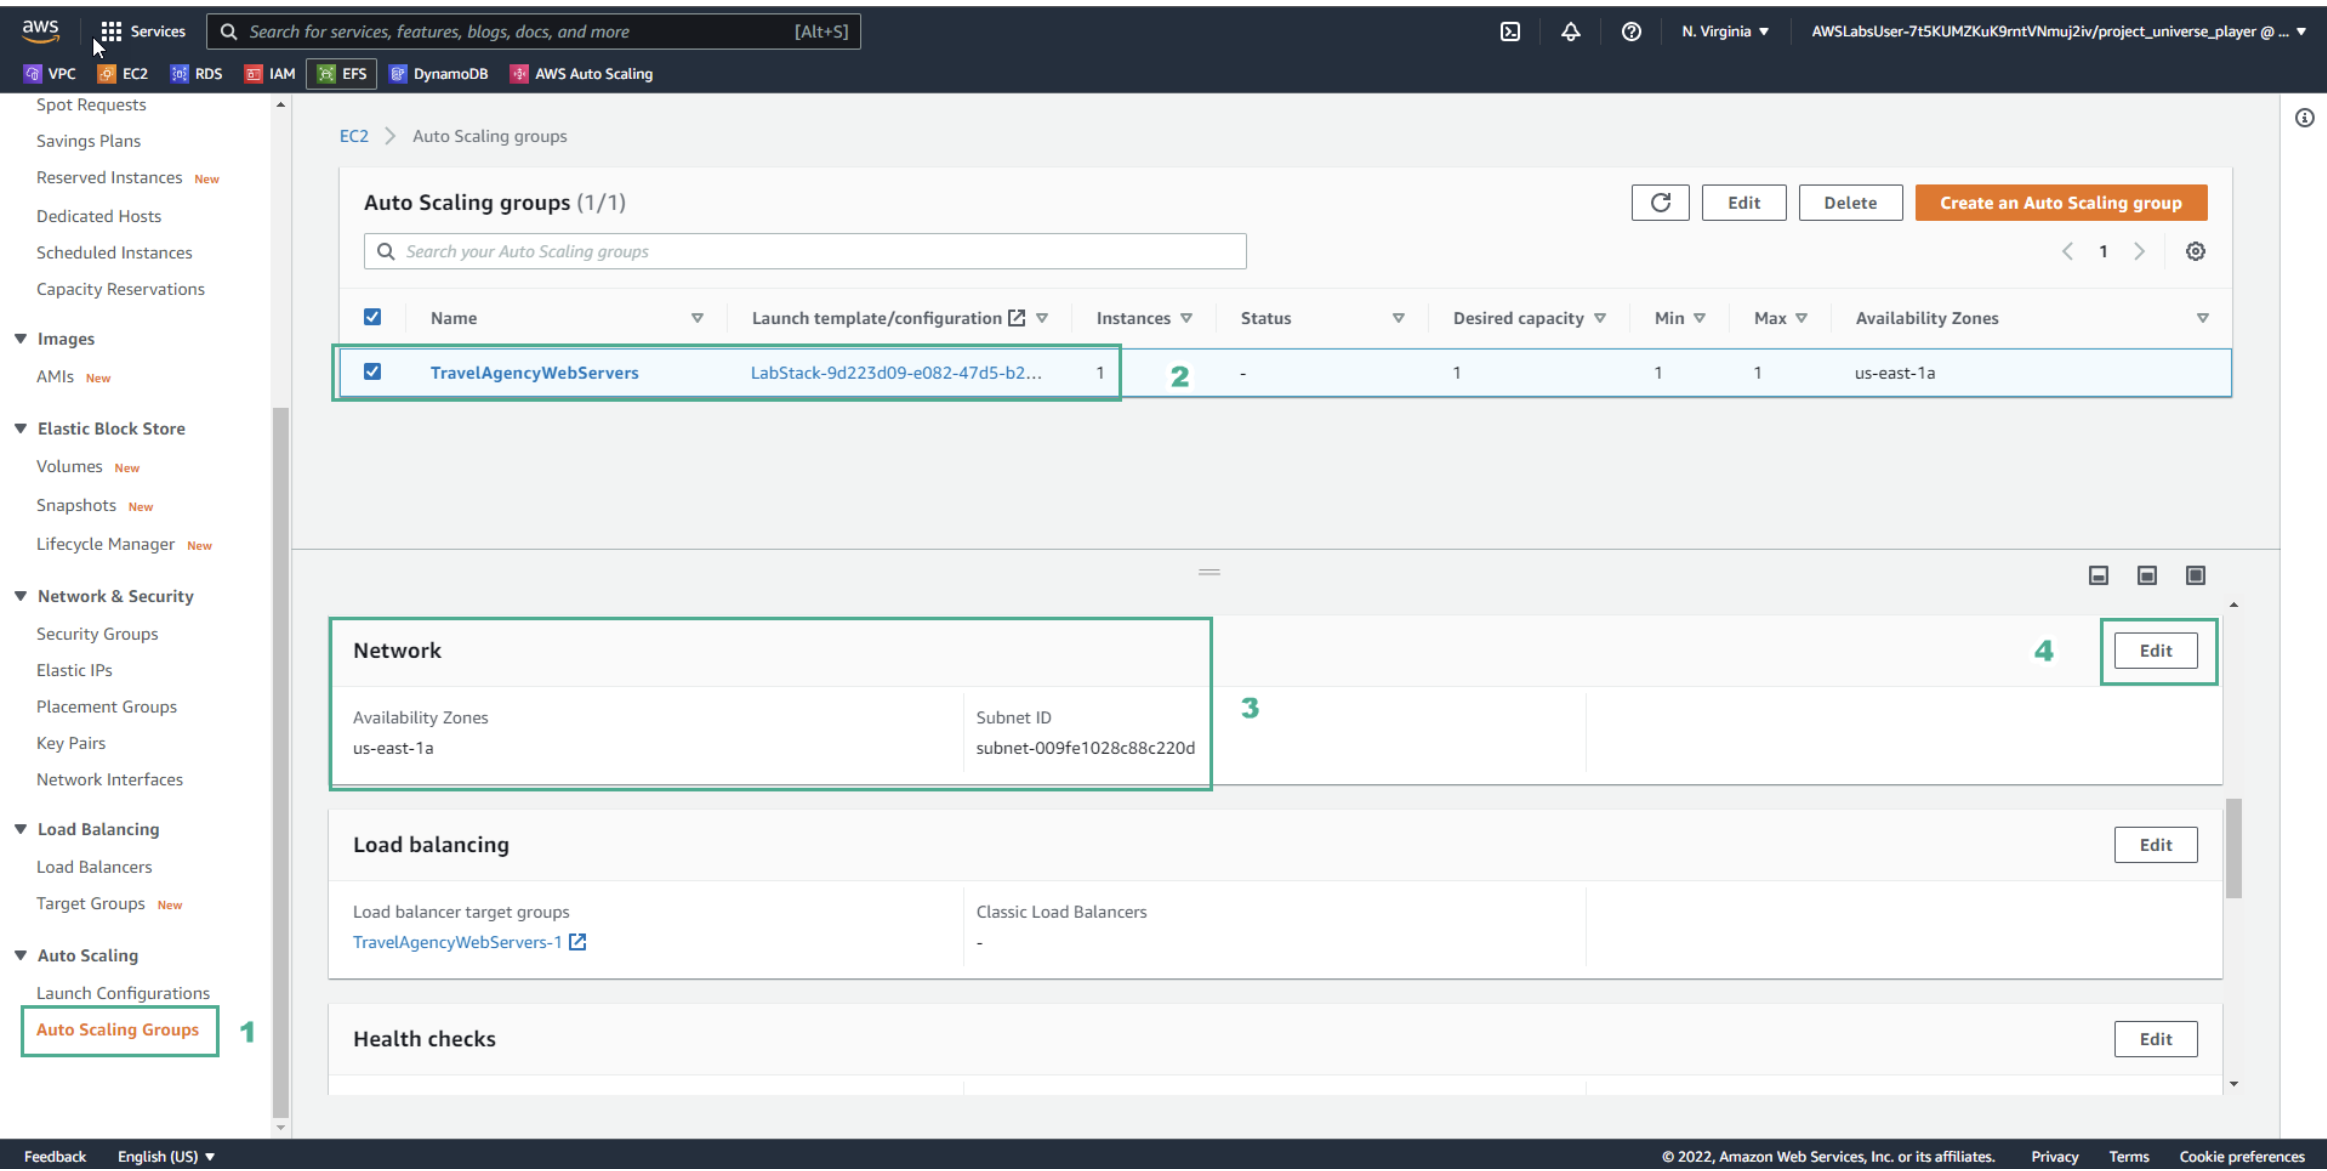 aws
Services
Search for services, features, blogs, docs, and more [Alt+S]
N. Virginia
AWSLabsUser-7t5KUMZKuK9rntVNmuj2iv/project_universe_player @ ...
VPC EC2 RDS IAM EFS DynamoDB AWS Auto Scaling
Spot Requests
Savings Plans
Reserved Instances New
Dedicated Hosts
Scheduled Instances
Capacity Reservations
Images
AMIs New
Elastic Block Store
Volumes New
Snapshots New
Lifecycle Manager New
Network & Security
Security Groups
Elastic IPs
Placement Groups
Key Pairs
Network Interfaces
Load Balancing
Load Balancers
Target Groups New
Auto Scaling
Launch Configurations
Auto Scaling Groups 1
EC2 Auto Scaling groups
Auto Scaling groups (1/1)
Edit Delete Create an Auto Scaling group
Search your Auto Scaling groups
1
Name Launch template/configuration Instances Status Desired capacity Min Max Availability Zones
TravelAgencyWebServers LabStack-9d223d09-e082-47d5-b2... 1 2 - 1 1 1 us-east-1a
Network 4 Edit
3
Availability Zones
us-east-1a
Subnet ID
subnet-009fe1028c88c220d
Load balancing Edit
Load balancer target groups
TravelAgencyWebServers-1
Classic Load Balancers
-
Health checks Edit
Feedback English (US)
© 2022, Amazon Web Services, Inc. or its affiliates. Privacy Terms Cookie preferences